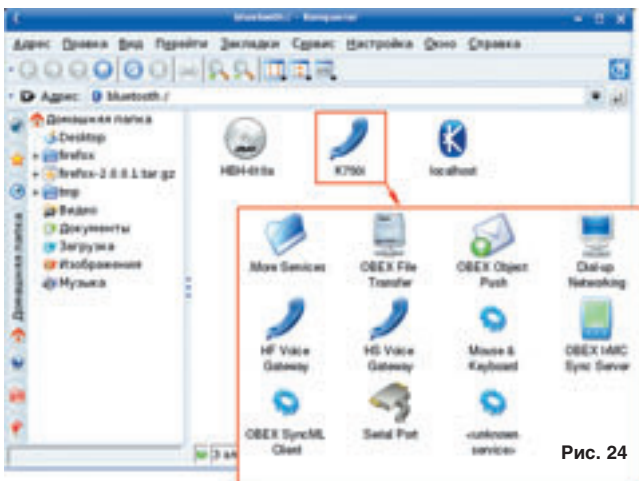 bluetooth:/ - Konqueror
Адрес Правка Вид Перейти Закладки Сервис Настройка Окно Справка
Адрес: bluetooth:/
Домашняя папка
Desktop
firefox
firefox-2.0.0.1.tar.gz
tmp
Видео
Документы
Загрузка
Изображения
Музыка
Домашняя папка
K790i
localhost
More Services
OBEX File Transfer
OBEX Object Push
Dial-up Networking
HF Voice Gateway
HS Voice Gateway
Mouse & Keyboard
OBEX IrMC Sync Server
OBEX SyncML Client
Serial Port
<unknown service>
Рис. 24